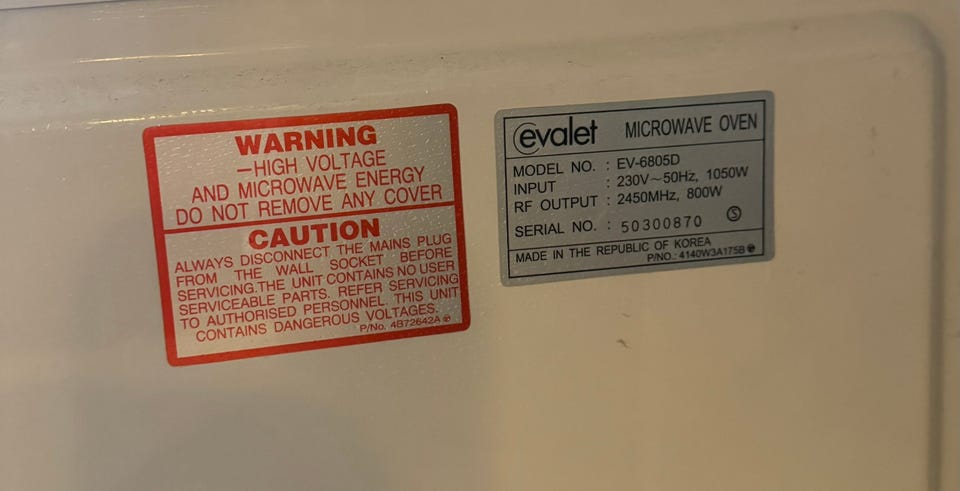 WARNING
–HIGH VOLTAGE
AND MICROWAVE ENERGY
DO NOT REMOVE ANY COVER
CAUTION
ALWAYS DISCONNECT THE MAINS PLUG
FROM THE WALL SOCKET BEFORE
SERVICING.THE UNIT CONTAINS NO USER
SERVICEABLE PARTS. REFER SERVICING
TO AUTHORISED PERSONNEL THIS UNIT
CONTAINS DANGEROUS VOLTAGES.
P/No. 4B72642A
evalet MICROWAVE OVEN
MODEL NO. : EV-6805D
INPUT : 230V~50Hz, 1050W
RF OUTPUT : 2450MHz, 800W
SERIAL NO. : 50300870 Ⓢ
MADE IN THE REPUBLIC OF KOREA
P/NO.: 4140W3A175B